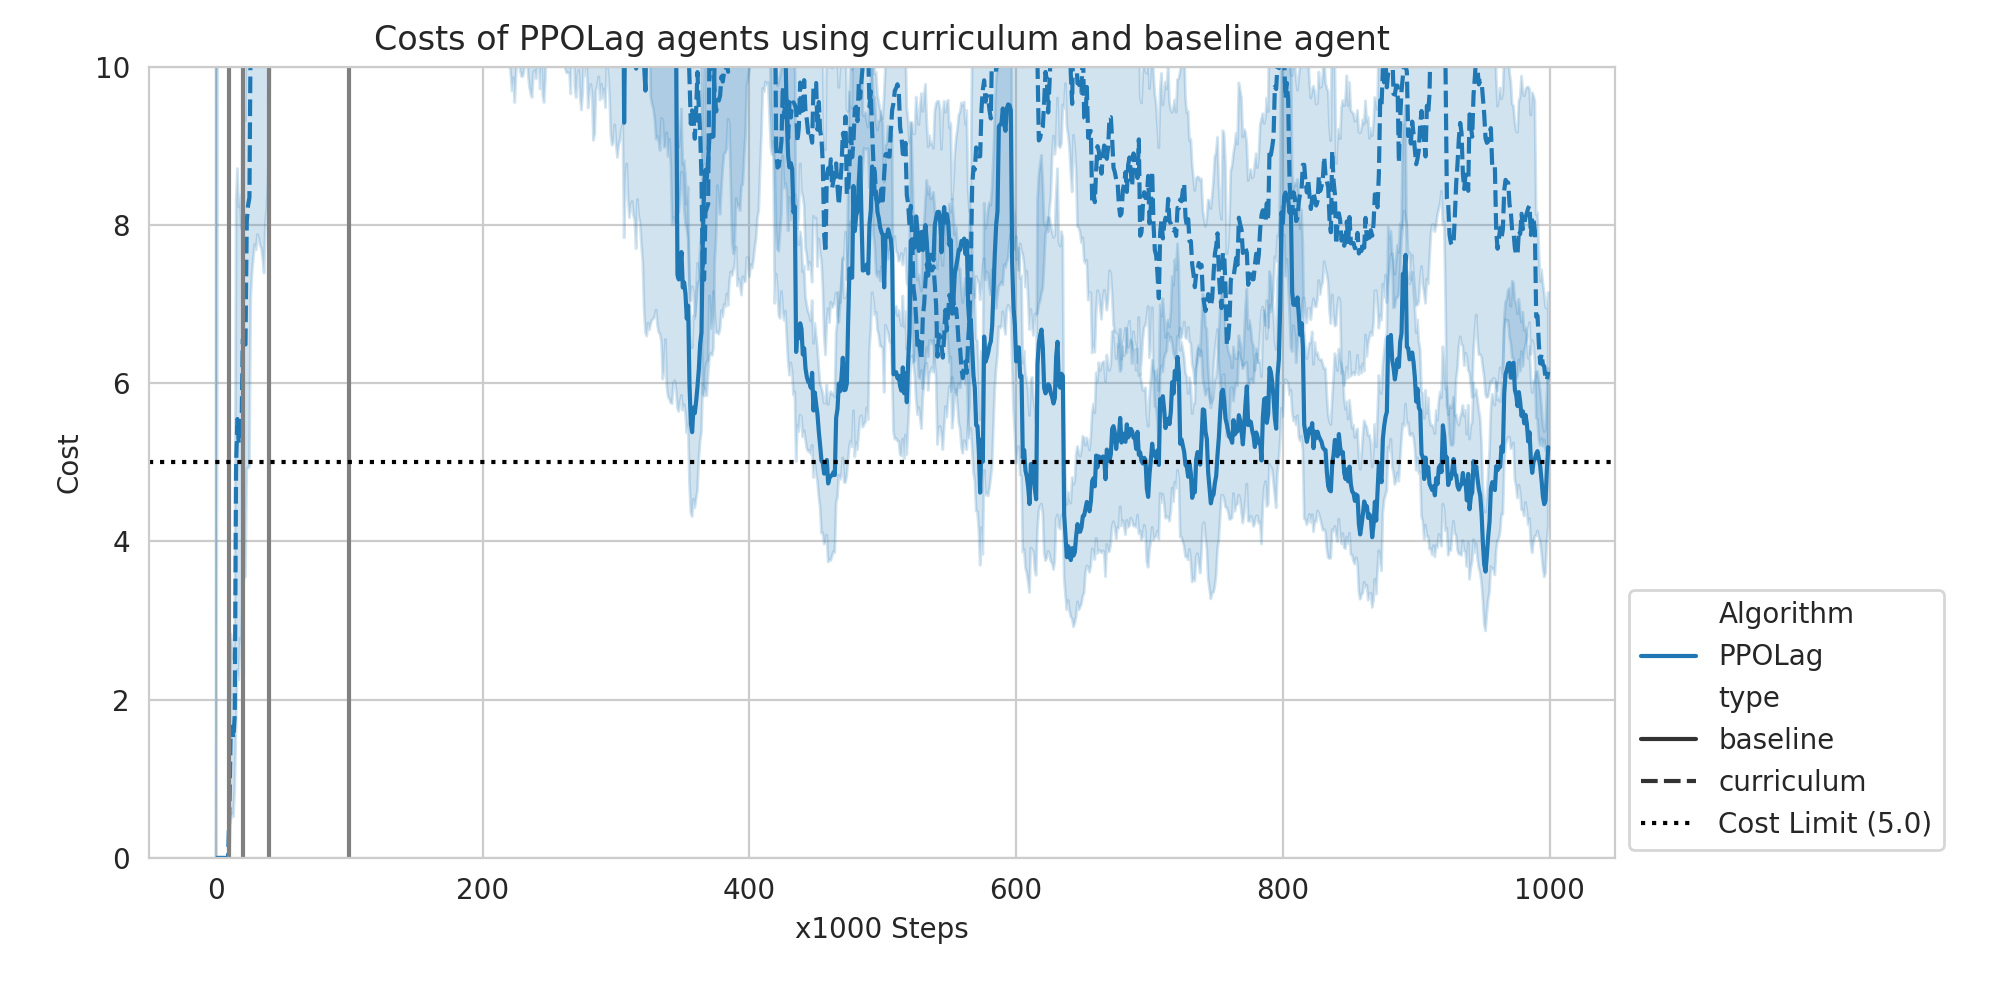 Costs of PPOLag agents using curriculum and baseline agent
10
8
6
4
2
0
Cost
0 200 400 600 800 1000
x1000 Steps
Algorithm
PPOLag
type
baseline
curriculum
Cost Limit (5.0)